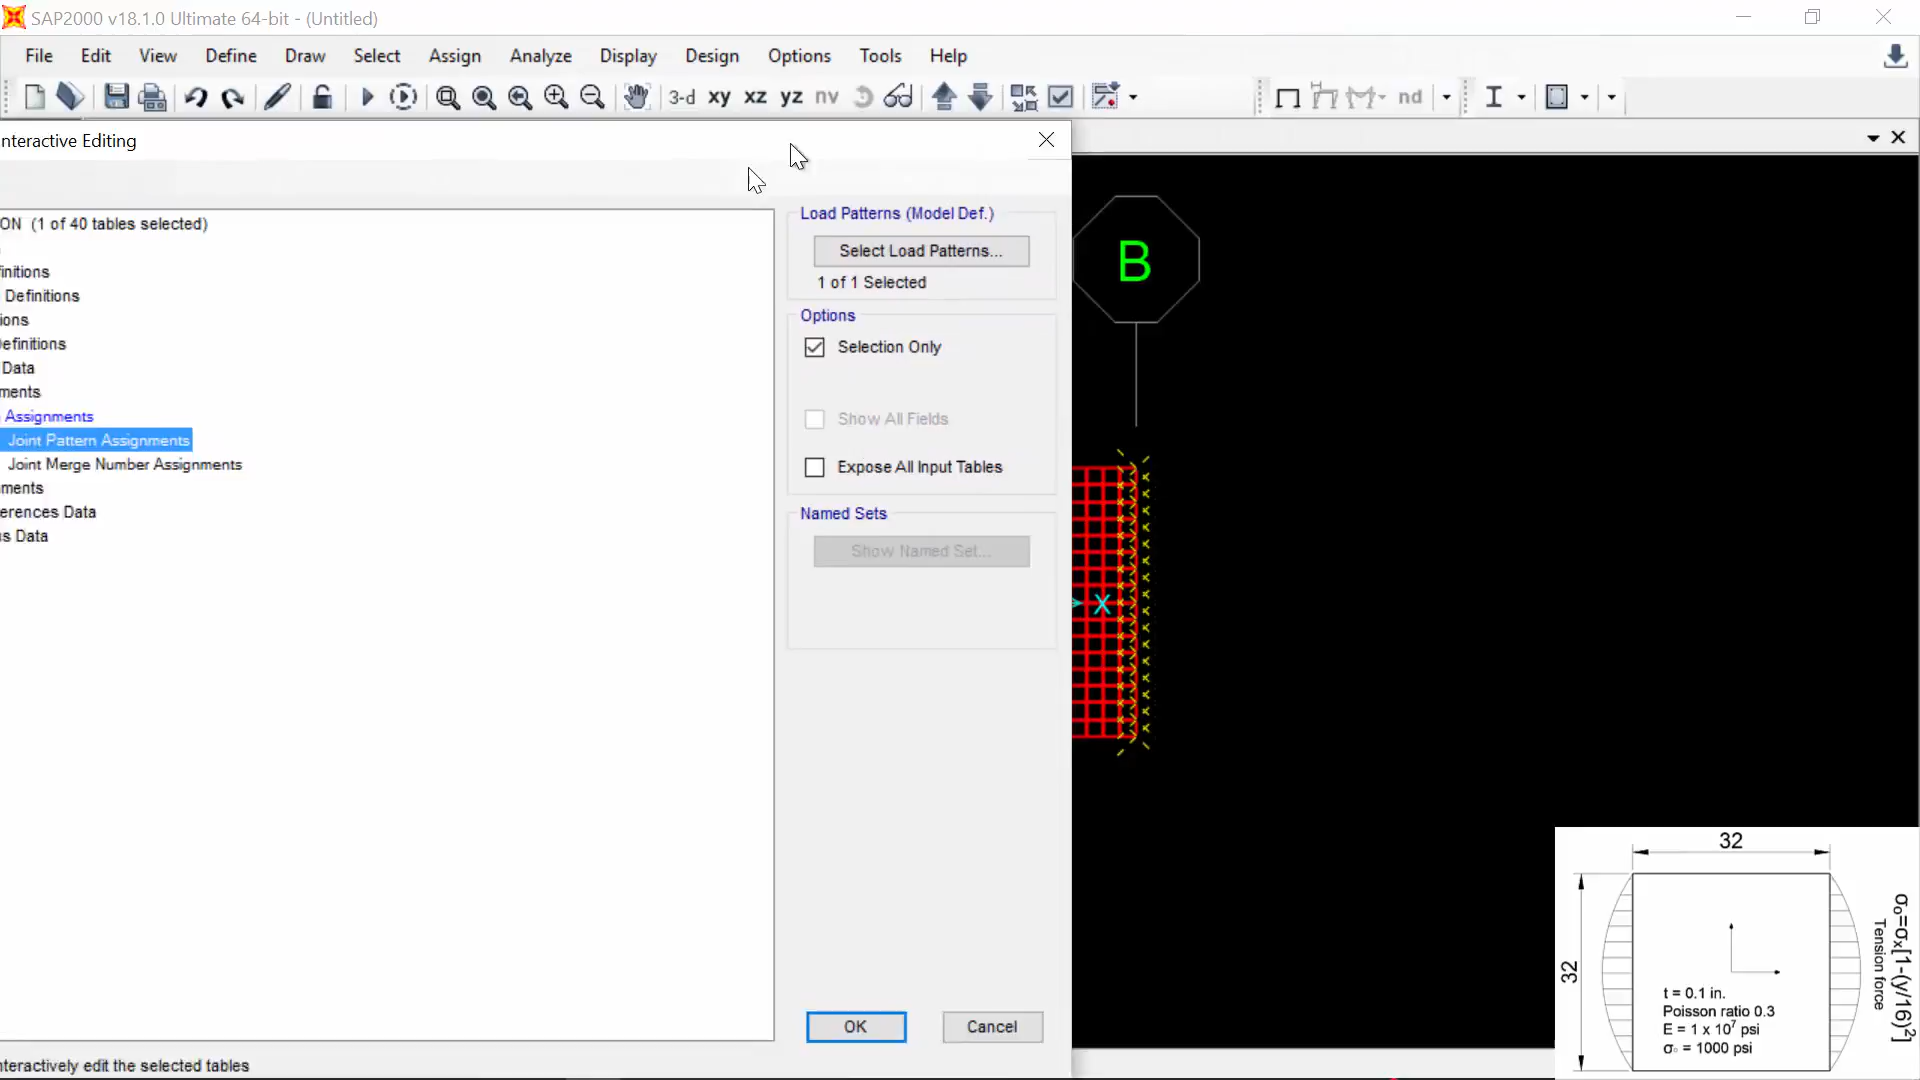 SAP2000 v18.1.0 Ultimate 64-bit - (Untitled)
File Edit View Define Draw Select Assign Analyze Display Design Options Tools Help
3-d xy xz yz nv nd
nteractive Editing
ON (1 of 40 tables selected)
finitions
Definitions
ions
efinitions
Data
ments
Assignments
Joint Pattern Assignments
Joint Merge Number Assignments
ments
erences Data
s Data
Load Patterns (Model Def.)
Select Load Patterns...
1 of 1 Selected
Options
Selection Only
Show All Fields
Expose All Input Tables
Named Sets
Show Named Set...
OK Cancel
nteractively edit the selected tables
B
X
32
32
t = 0.1 in.
Poisson ratio 0.3
E = 1 x 10⁷ psi
σₒ = 1000 psi
σₒ=σₓ[1-(y/16)²]
Tension force